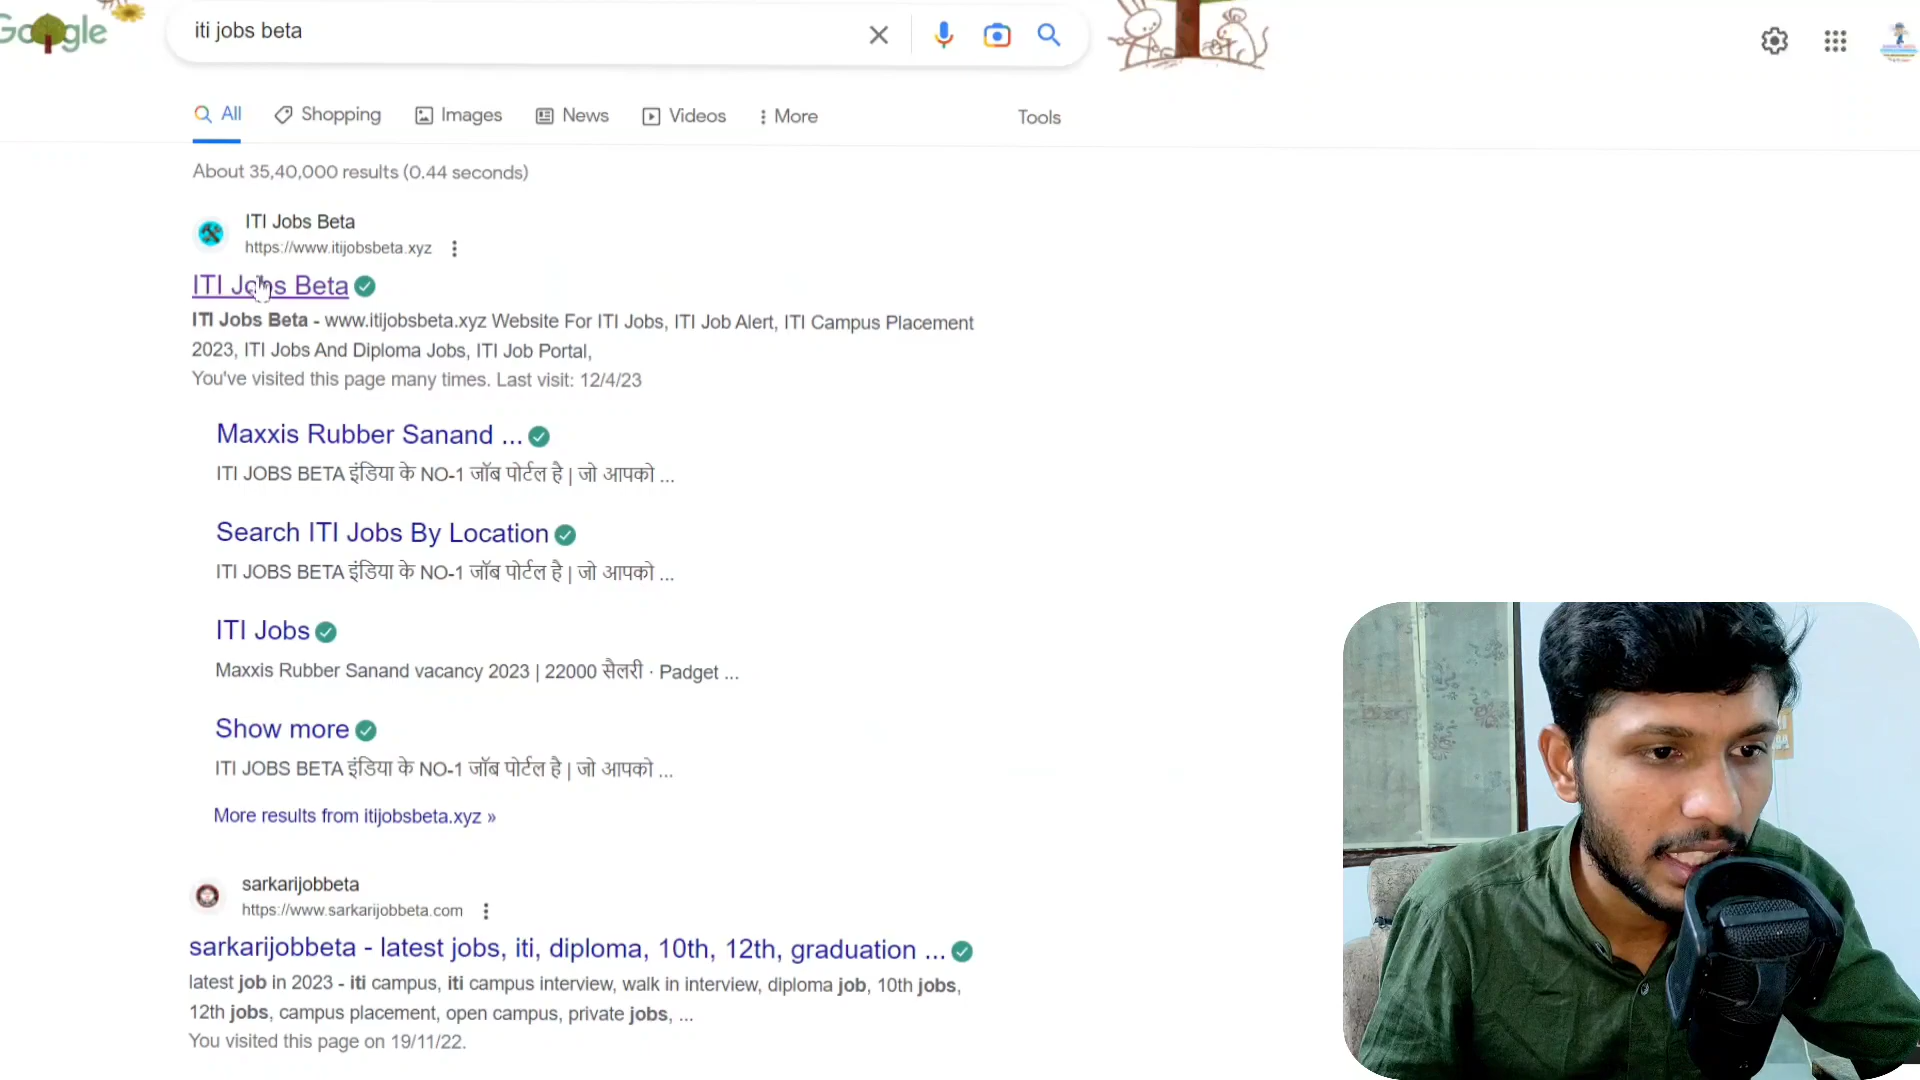 Google
iti jobs beta
All Shopping Images News Videos More Tools
About 35,40,000 results (0.44 seconds)
ITI Jobs Beta
https://www.itijobsbeta.xyz
ITI Jobs Beta
ITI Jobs Beta - www.itijobsbeta.xyz Website For ITI Jobs, ITI Job Alert, ITI Campus Placement
2023, ITI Jobs And Diploma Jobs, ITI Job Portal,
You've visited this page many times. Last visit: 12/4/23
Maxxis Rubber Sanand ...
ITI JOBS BETA इंडिया के NO-1 जॉब पोर्टल है | जो आपको ...
Search ITI Jobs By Location
ITI JOBS BETA इंडिया के NO-1 जॉब पोर्टल है | जो आपको ...
ITI Jobs
Maxxis Rubber Sanand vacancy 2023 | 22000 सैलरी · Padget ...
Show more
ITI JOBS BETA इंडिया के NO-1 जॉब पोर्टल है | जो आपको ...
More results from itijobsbeta.xyz »
sarkarijobbeta
https://www.sarkarijobbeta.com
sarkarijobbeta - latest jobs, iti, diploma, 10th, 12th, graduation ...
latest job in 2023 - iti campus, iti campus interview, walk in interview, diploma job, 10th jobs,
12th jobs, campus placement, open campus, private jobs, ...
You visited this page on 19/11/22.